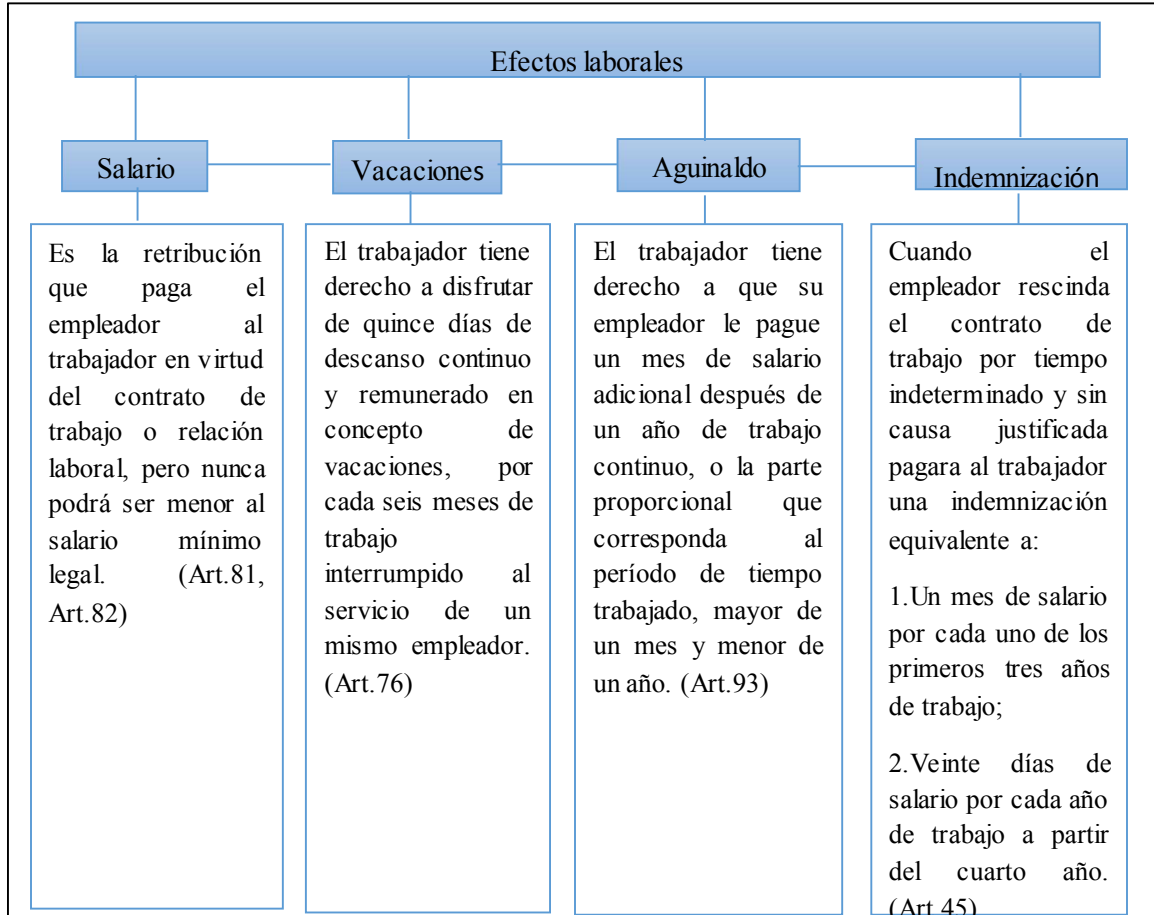 Efectos laborales
Salario
Vacaciones
Aguinaldo
Indemnización
Es la retribución
que paga el
empleador al
trabajador en virtud
del contrato de
trabajo o relación
laboral, pero nunca
podrá ser menor al
salario mínimo
legal. (Art.81,
Art.82)
El trabajador tiene
derecho a disfrutar
de quince días de
descanso continuo
y remunerado en
concepto de
vacaciones, por
cada seis meses de
trabajo
interrumpido al
servicio de un
mismo empleador.
(Art.76)
El trabajador tiene
derecho a que su
empleador le pague
un mes de salario
adicional después de
un año de trabajo
continuo, o la parte
proporcional que
corresponda al
período de tiempo
trabajado, mayor de
un mes y menor de
un año. (Art.93)
Cuando el
empleador rescinda
el contrato de
trabajo por tiempo
indeterminado y sin
causa justificada
pagara al trabajador
una indemnización
equivalente a:
1.Un mes de salario
por cada uno de los
primeros tres años
de trabajo;
2.Veinte días de
salario por cada año
de trabajo a partir
del cuarto año.
(Art.45)